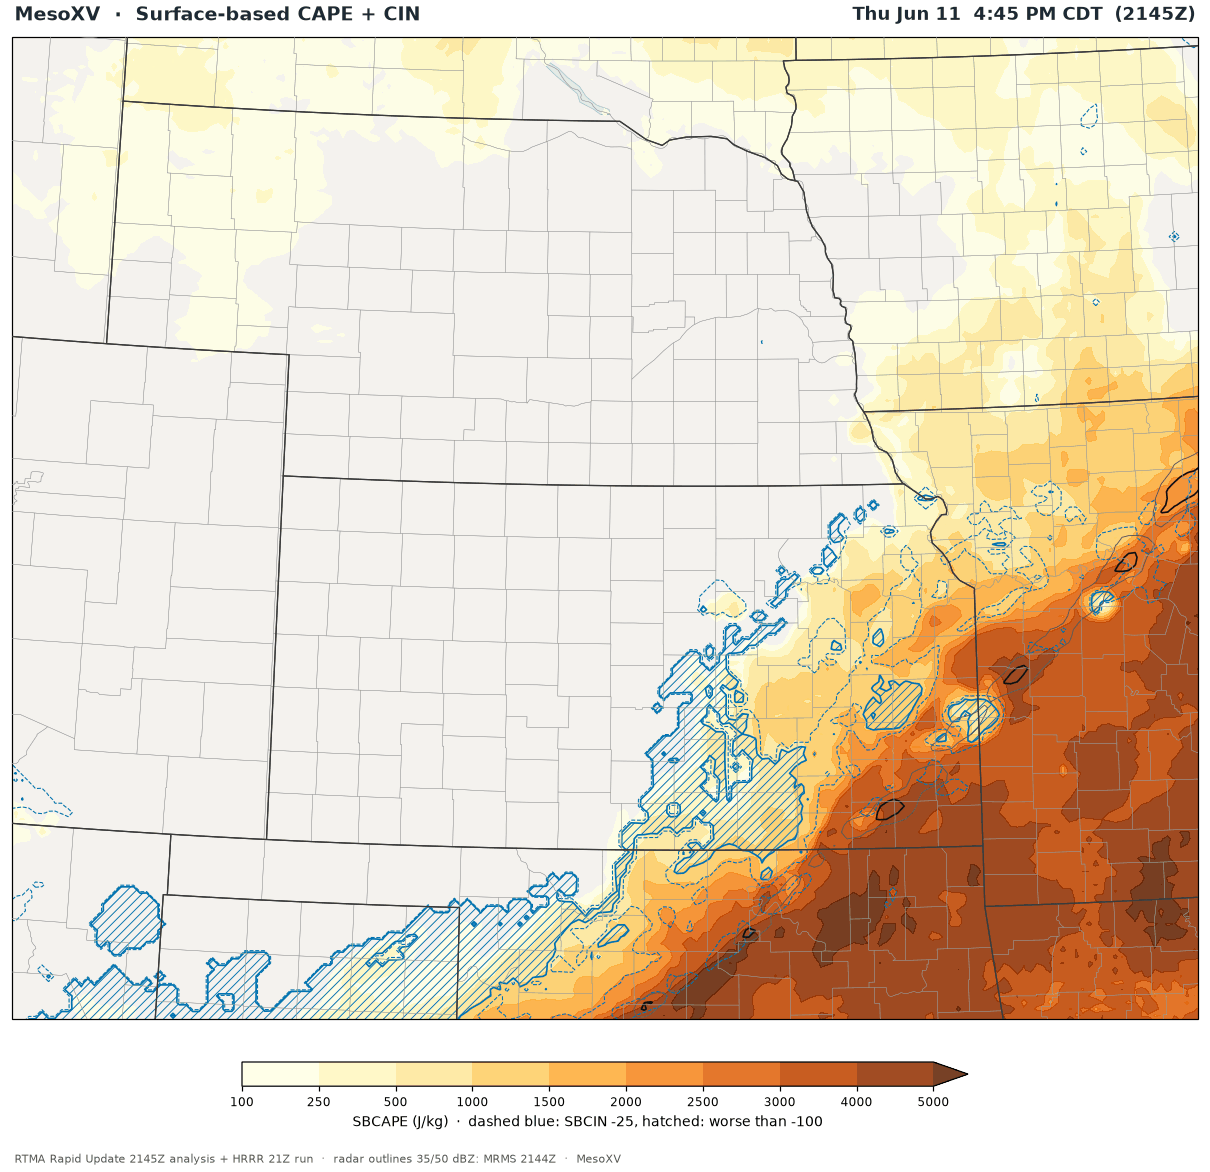 MesoXV · Surface-based CAPE + CIN
Thu Jun 11 4:45 PM CDT (2145Z)
100 250 500 1000 1500 2000 2500 3000 4000 5000
SBCAPE (J/kg) · dashed blue: SBCIN -25, hatched: worse than -100
RTMA Rapid Update 2145Z analysis + HRRR 21Z run · radar outlines 35/50 dBZ: MRMS 2144Z · MesoXV